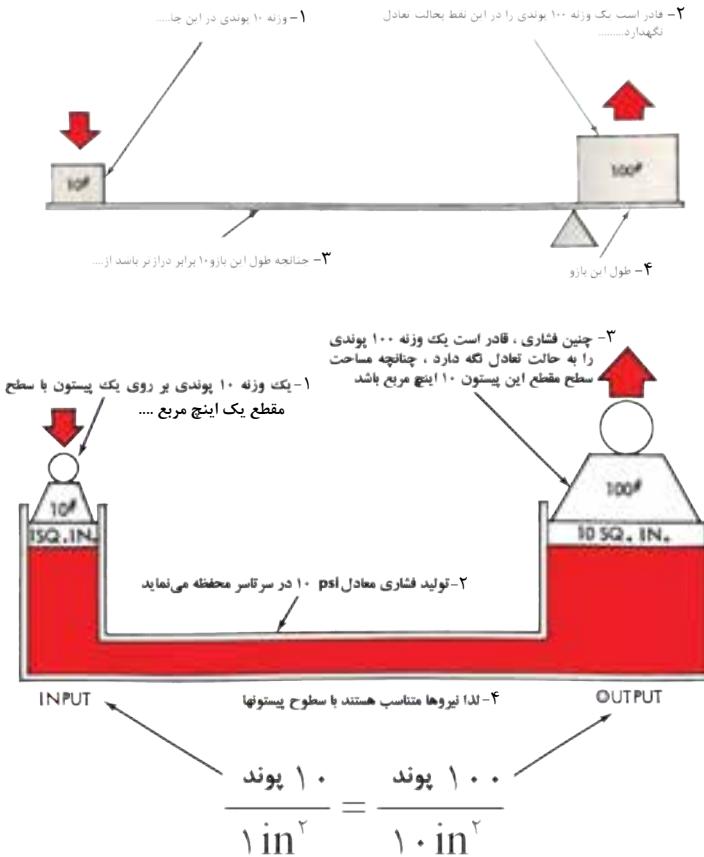 ۱- وزنه ۱۰ پوندی در این جا.....
۲- قادر است یک وزنه ۱۰۰ پوندی را در این نقط بحالت تعادل
نگهدارد.........
10#
100#
۳- چنانچه طول این بازو ۱۰ برابر درازتر باشد از....
۴- طول این بازو
۳- چنین فشاری ، قادر است یک وزنه ۱۰۰ پوندی
را به حالت تعادل نگه دارد ، چنانچه مساحت
سطح مقطع این پیستون ۱۰ اینچ مربع باشد
۱- یک وزنه ۱۰ پوندی بر روی یک پیستون با سطح
مقطع یک اینچ مربع ....
10#
1SQ.IN.
100#
10 SQ. IN.
۲-تولید فشاری معادل ۱۰ psi در سرتاسر محفظه می‌نماید
INPUT
۴- لذا نیروها متناسب هستند با سطوح پیستونها
OUTPUT
۱۰ پوند
۱ in۲
=
۱۰۰ پوند
۱۰ in۲